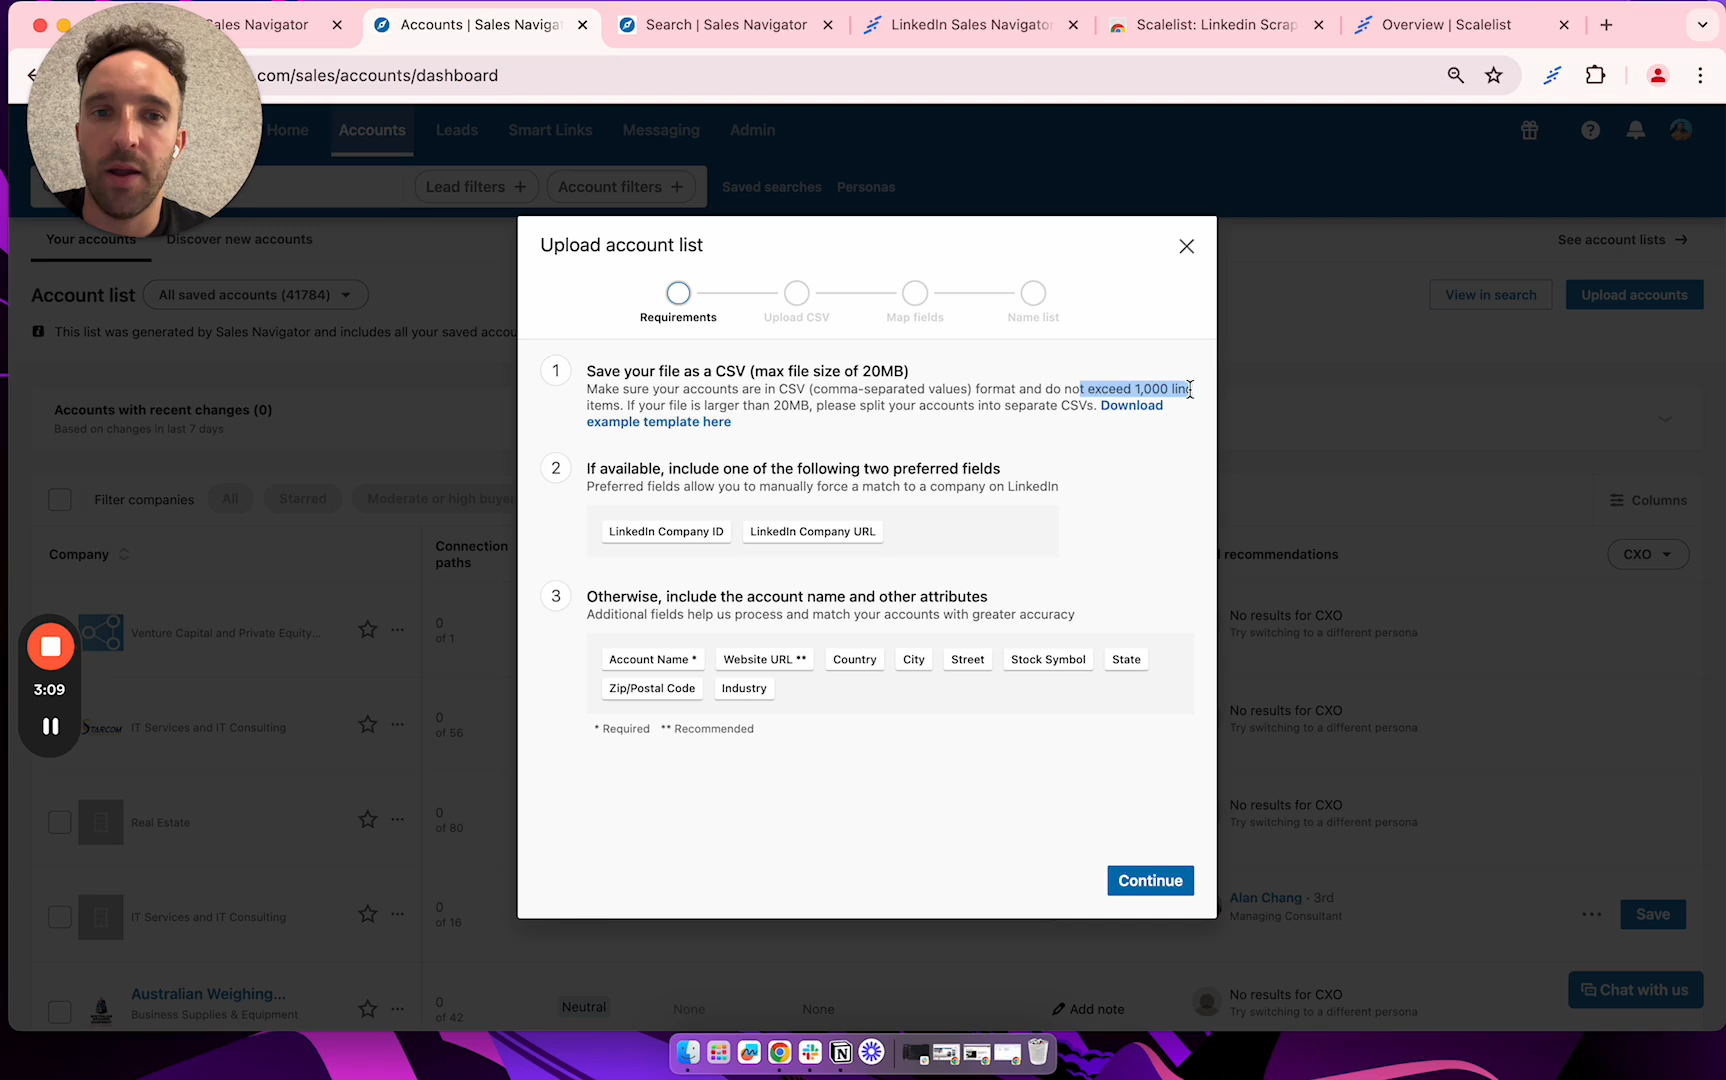 Sales Navigator
Accounts | Sales Naviga
Search | Sales Navigator
LinkedIn Sales Navigator
Scalelist: Linkedin Scrap
Overview | Scalelist
.com/sales/accounts/dashboard
Home
Accounts
Leads
Smart Links
Messaging
Admin
Lead filters +
Account filters +
Saved searches
Personas
Your accounts
Discover new accounts
See account lists →
Account list
All saved accounts (41784)
View in search
Upload accounts
This list was generated by Sales Navigator and includes all your saved accou
Accounts with recent changes (0)
Based on changes in last 7 days
Filter companies
All
Starred
Moderate or high buyer
Columns
Company
Connection
paths
recommendations
CXO
Venture Capital and Private Equity...
0
of 1
No results for CXO
Try switching to a different persona
STARCOM
IT Services and IT Consulting
0
of 56
No results for CXO
Try switching to a different persona
Real Estate
0
of 80
No results for CXO
Try switching to a different persona
IT Services and IT Consulting
0
of 16
Alan Chang · 3rd
Managing Consultant
Save
Australian Weighing...
Business Supplies & Equipment
0
of 42
Neutral
None
None
Add note
No results for CXO
Try switching to a different persona
Chat with us
3:09
Upload account list
Requirements
Upload CSV
Map fields
Name list
1
Save your file as a CSV (max file size of 20MB)
Make sure your accounts are in CSV (comma-separated values) format and do not exceed 1,000 line
items. If your file is larger than 20MB, please split your accounts into separate CSVs. Download
example template here
2
If available, include one of the following two preferred fields
Preferred fields allow you to manually force a match to a company on LinkedIn
LinkedIn Company ID
LinkedIn Company URL
3
Otherwise, include the account name and other attributes
Additional fields help us process and match your accounts with greater accuracy
Account Name *
Website URL **
Country
City
Street
Stock Symbol
State
Zip/Postal Code
Industry
* Required
** Recommended
Continue